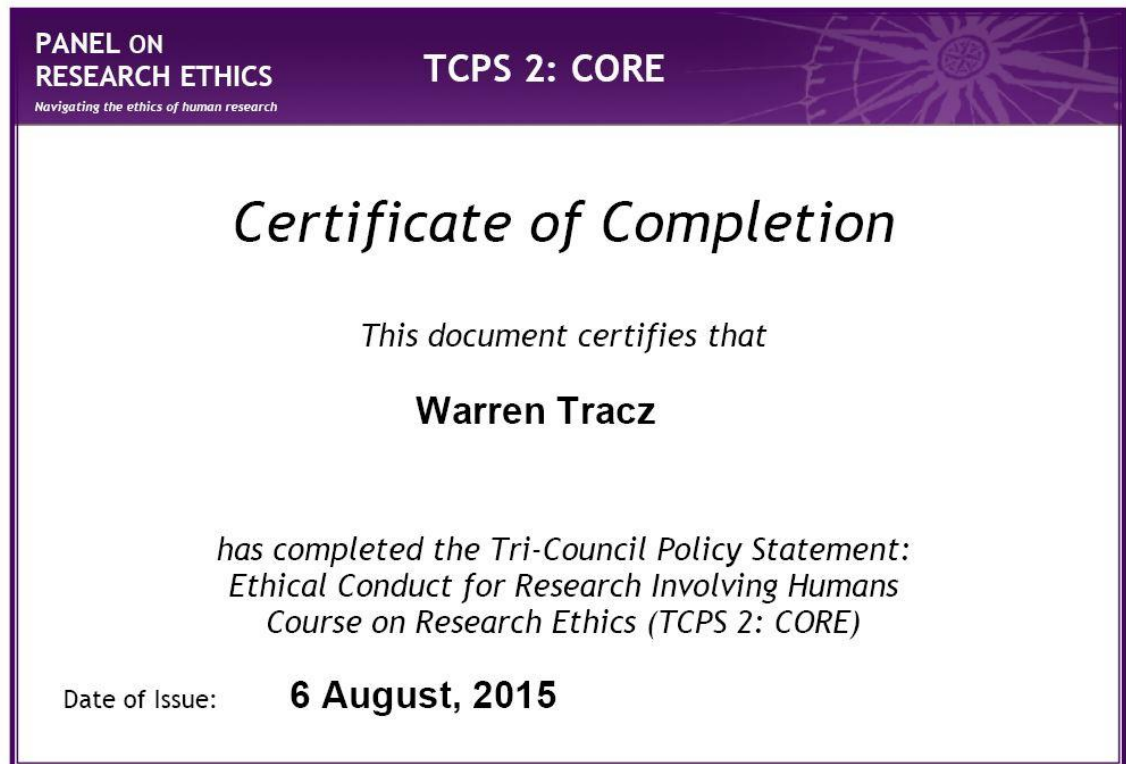 PANEL ON
RESEARCH ETHICS
Navigating the ethics of human research
TCPS 2: CORE
Certificate of Completion
This document certifies that
Warren Tracz
has completed the Tri-Council Policy Statement:
Ethical Conduct for Research Involving Humans
Course on Research Ethics (TCPS 2: CORE)
Date of Issue: 6 August, 2015